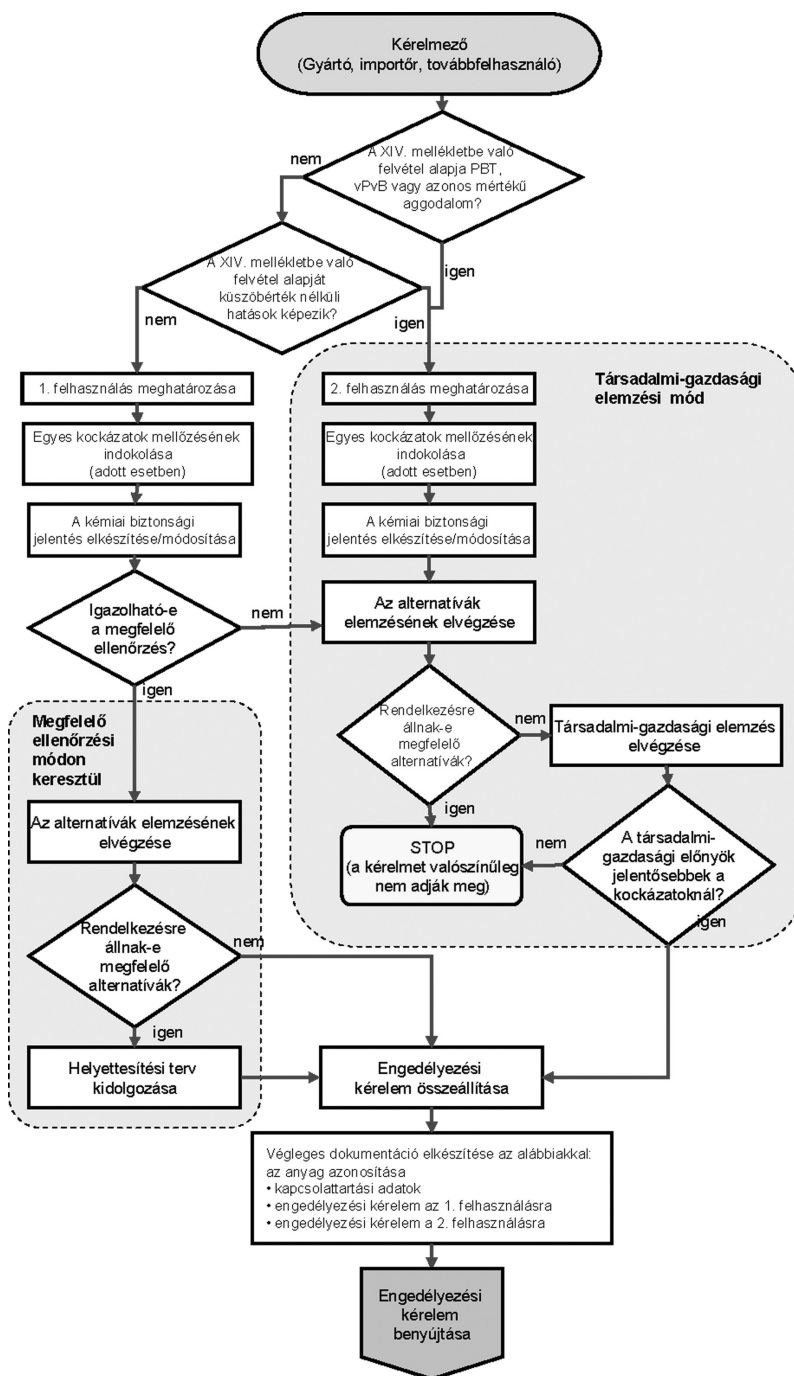 Kérelmező
(Gyártó, importőr, továbbfelhasználó)
A XIV. mellékletbe való
felvétel alapja PBT,
vPvB vagy azonos mértékű
aggodalom?
nem
igen
A XIV. mellékletbe való
felvétel alapját
küszöbérték nélküli
hatások képezik?
nem
igen
1. felhasználás meghatározása
Egyes kockázatok mellőzésének
indokolása
(adott esetben)
A kémiai biztonsági
jelentés elkészítése/módosítása
Igazolható-e
a megfelelő
ellenőrzés?
nem
igen
Társadalmi-gazdasági
elemzési mód
2. felhasználás meghatározása
Egyes kockázatok mellőzésének
indokolása
(adott esetben)
A kémiai biztonsági
jelentés elkészítése/módosítása
Az alternatívák
elemzésének elvégzése
Rendelkezésre
állnak-e
megfelelő
alternatívák?
nem
igen
Társadalmi-gazdasági elemzés
elvégzése
A társadalmi-
gazdasági előnyök
jelentősebbek a
kockázatoknál?
nem
igen
STOP
(a kérelmet valószínűleg
nem adják meg)
Megfelelő
ellenőrzési
módon
keresztül
Az alternatívák elemzésének
elvégzése
Rendelkezésre
állnak-e
megfelelő
alternatívák?
nem
igen
Helyettesítési terv
kidolgozása
Engedélyezési
kérelem összeállítása
Végleges dokumentáció elkészítése az alábbiakkal:
az anyag azonosítása
• kapcsolattartási adatok
• engedélyezési kérelem az 1. felhasználásra
• engedélyezési kérelem a 2. felhasználásra
Engedélyezési
kérelem
benyújtása